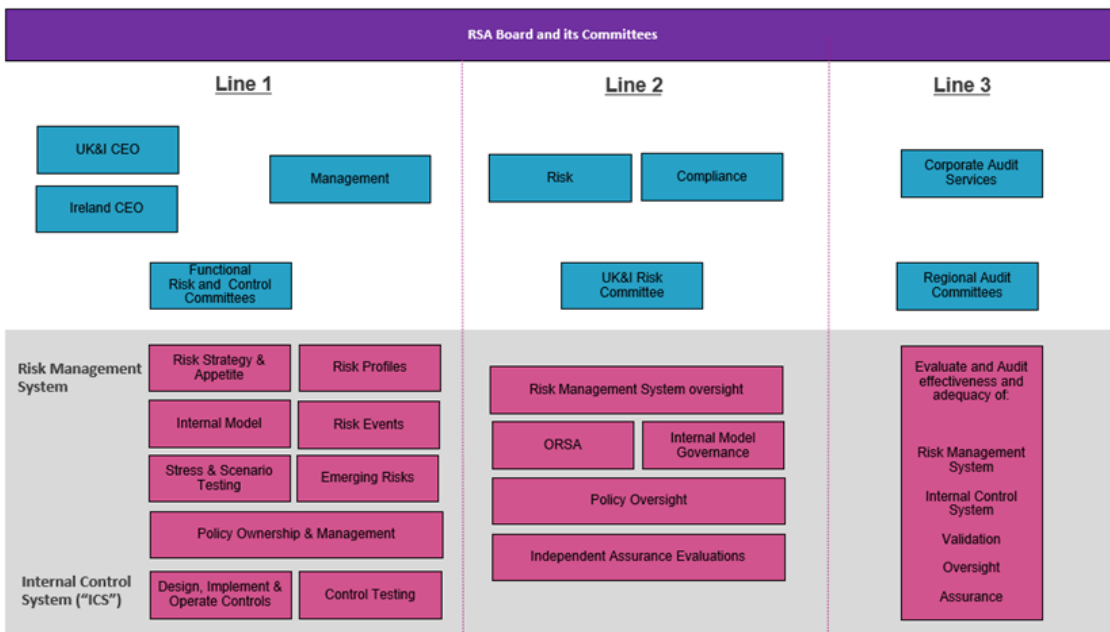 RSA Board and its Committees
Line 1
UK&I CEO
Ireland CEO
Management
Functional
Risk and Control
Committees
Line 2
Risk
Compliance
UK&I Risk
Committee
Line 3
Corporate Audit
Services
Regional Audit
Committees
Risk Management
System
Risk Strategy &
Appetite
Risk Profiles
Internal Model
Risk Events
Stress & Scenario
Testing
Emerging Risks
Policy Ownership & Management
Internal Control
System (“ICS”)
Design, Implement &
Operate Controls
Control Testing
Risk Management System oversight
ORSA
Internal Model
Governance
Policy Oversight
Independent Assurance Evaluations
Evaluate and Audit
effectiveness and
adequacy of:
Risk Management
System
Internal Control
System
Validation
Oversight
Assurance